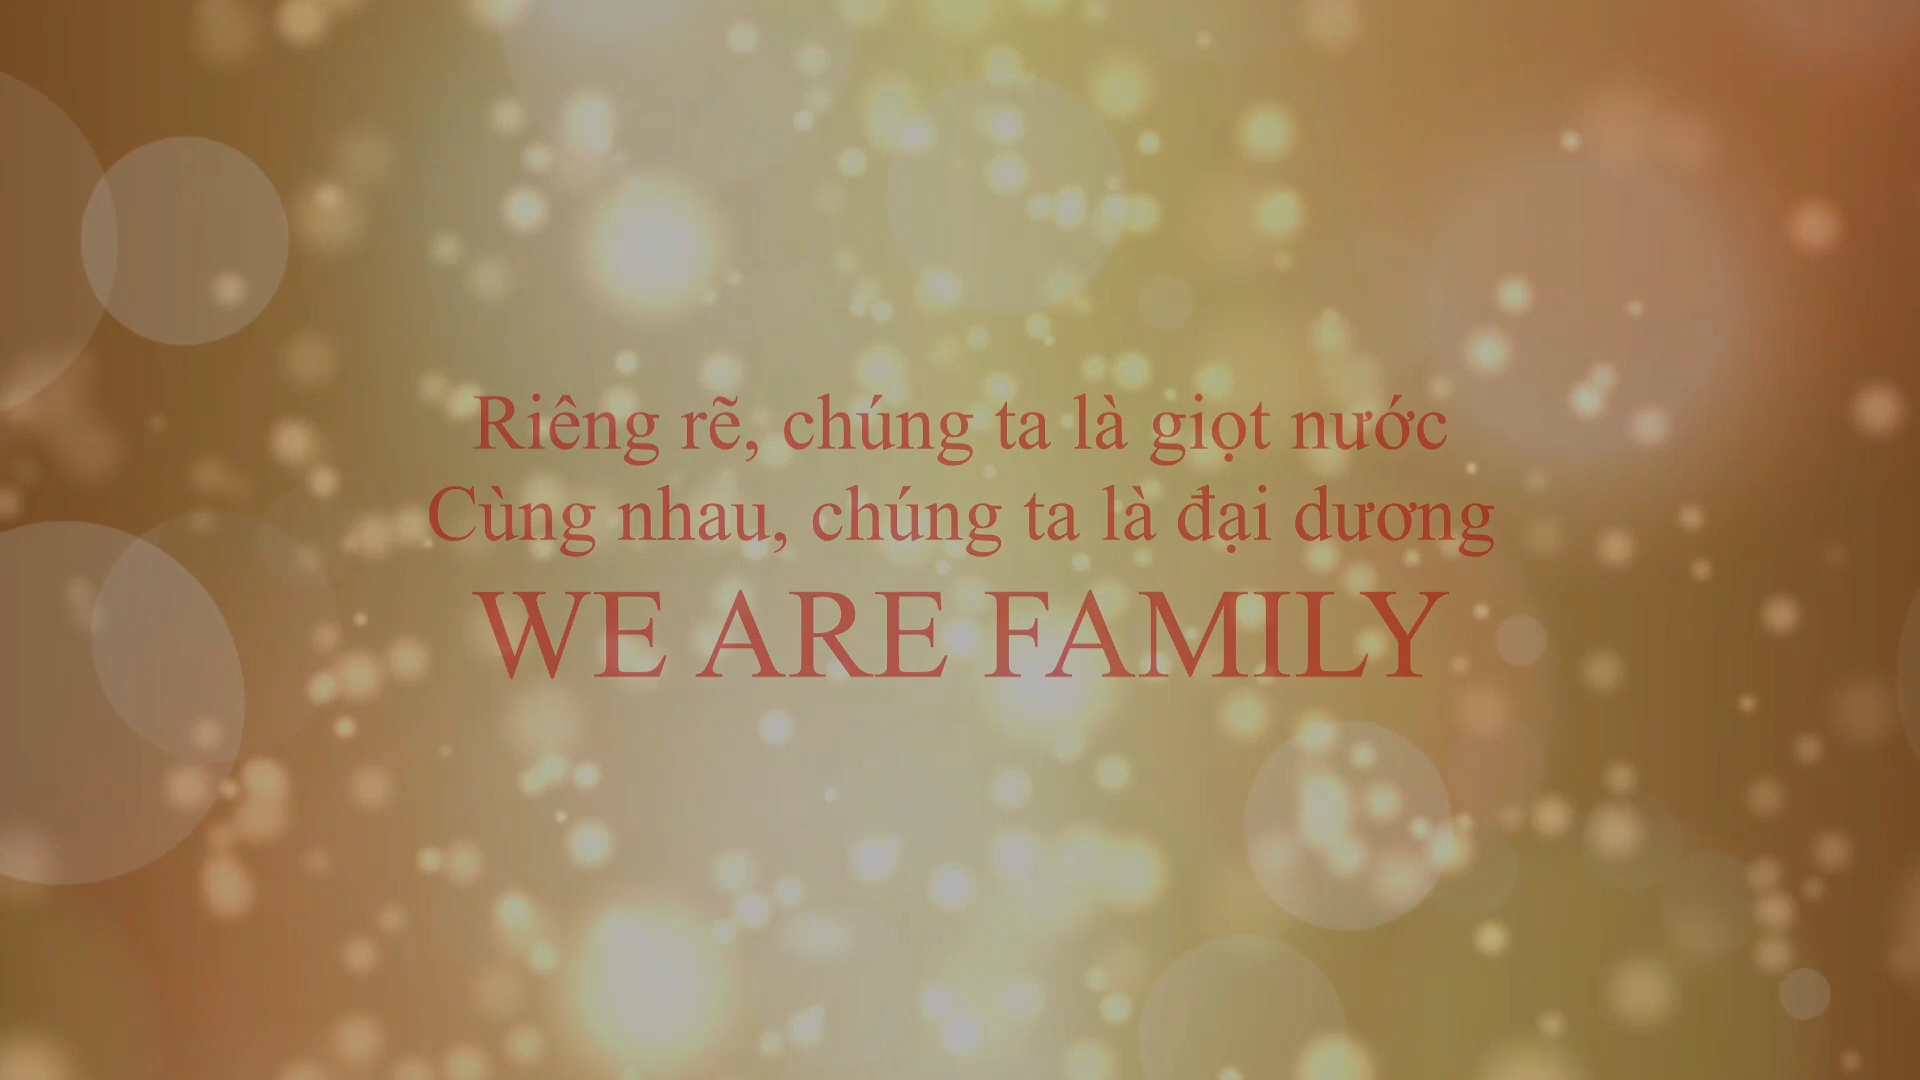 Riêng rẽ, chúng ta là giọt nước
Cùng nhau, chúng ta là đại dương
WE ARE FAMILY